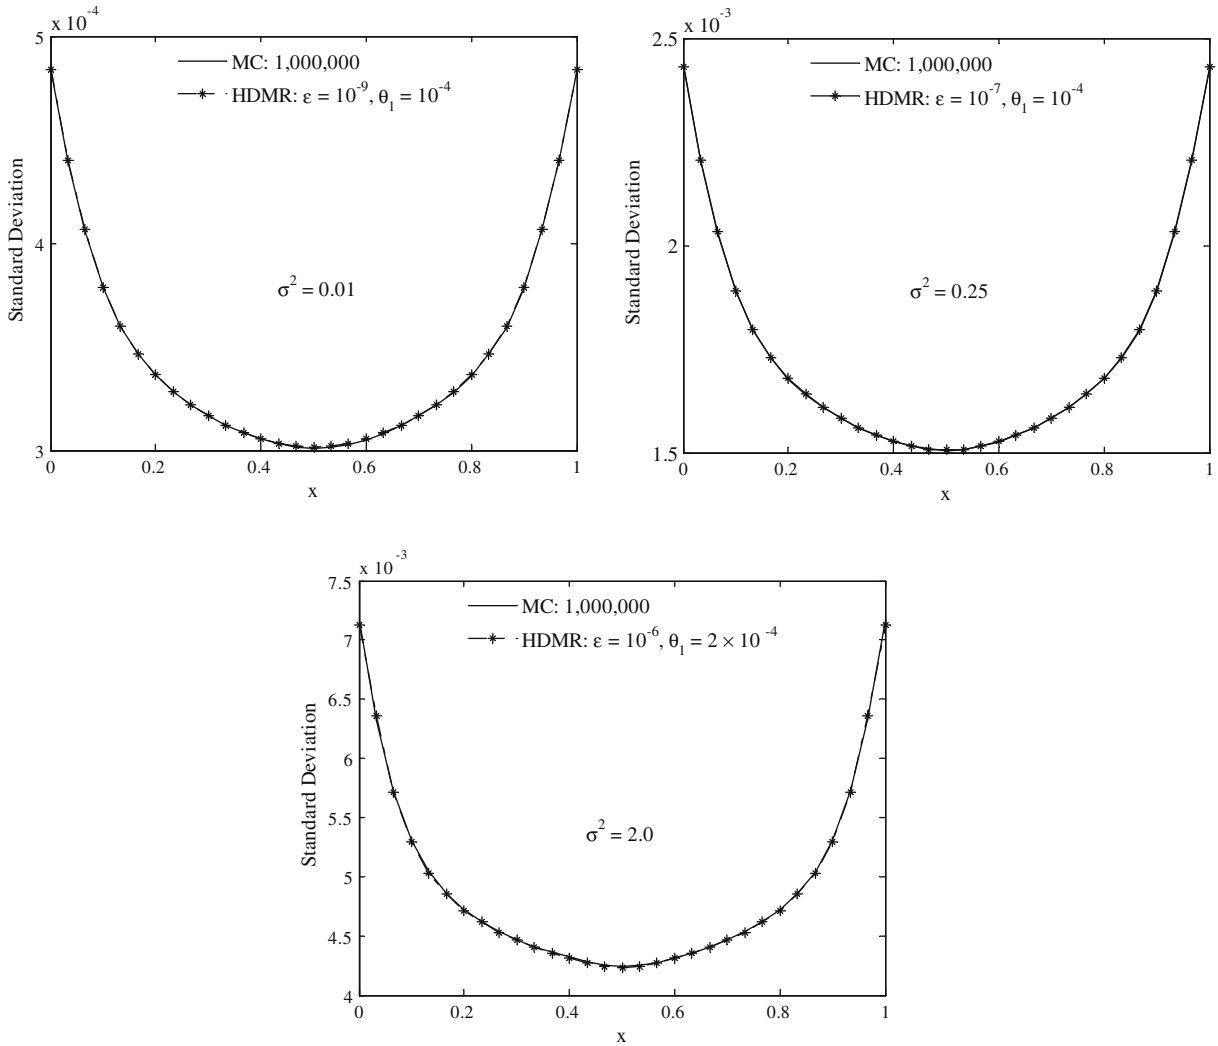 x 10^-4
5
4
3
Standard Deviation
MC: 1,000,000
HDMR: ε = 10^-9, θ_1 = 10^-4
σ^2 = 0.01
0 0.2 0.4 0.6 0.8 1
x
x 10^-3
2.5
2
1.5
Standard Deviation
MC: 1,000,000
HDMR: ε = 10^-7, θ_1 = 10^-4
σ^2 = 0.25
0 0.2 0.4 0.6 0.8 1
x
x 10^-3
7.5
7
6.5
6
5.5
5
4.5
4
Standard Deviation
MC: 1,000,000
HDMR: ε = 10^-6, θ_1 = 2 × 10^-4
σ^2 = 2.0
0 0.2 0.4 0.6 0.8 1
x